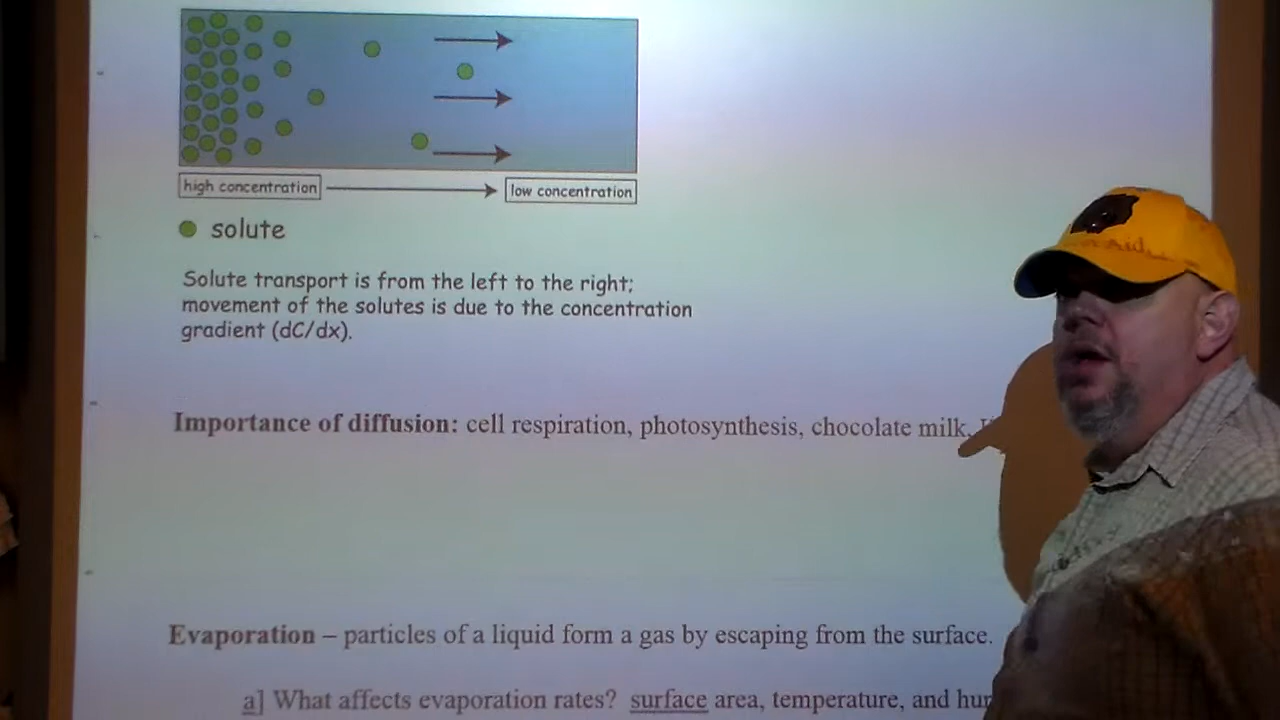 high concentration
low concentration
solute
Solute transport is from the left to the right;
movement of the solutes is due to the concentration
gradient (dC/dx).
Importance of diffusion: cell respiration, photosynthesis, chocolate milk,
Evaporation – particles of a liquid form a gas by escaping from the surface.
a] What affects evaporation rates? surface area, temperature, and